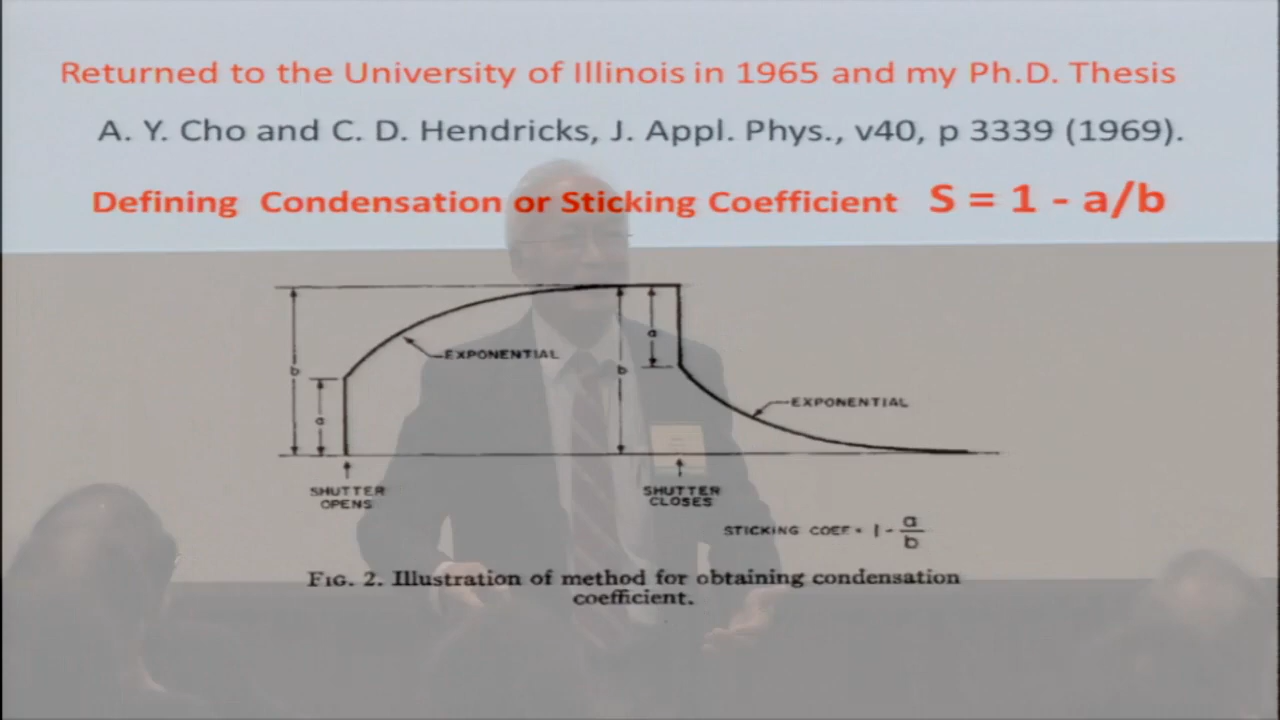 Returned to the University of Illinois in 1965 and my Ph.D. Thesis
A. Y. Cho and C. D. Hendricks, J. Appl. Phys., v40, p 3339 (1969).
Defining Condensation or Sticking Coefficient S = 1 - a/b
a
EXPONENTIAL
b
b
EXPONENTIAL
a
SHUTTER
OPENS
SHUTTER
CLOSES
STICKING COEF = 1 - a/b
FIG. 2. Illustration of method for obtaining condensation
coefficient.